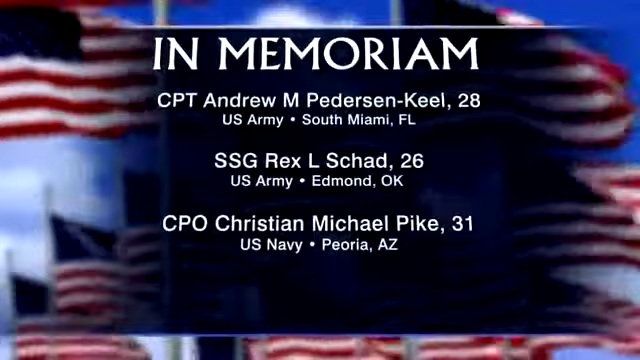 IN MEMORIAM
CPT Andrew M Pedersen-Keel, 28
US Army • South Miami, FL
SSG Rex L Schad, 26
US Army • Edmond, OK
CPO Christian Michael Pike, 31
US Navy • Peoria, AZ